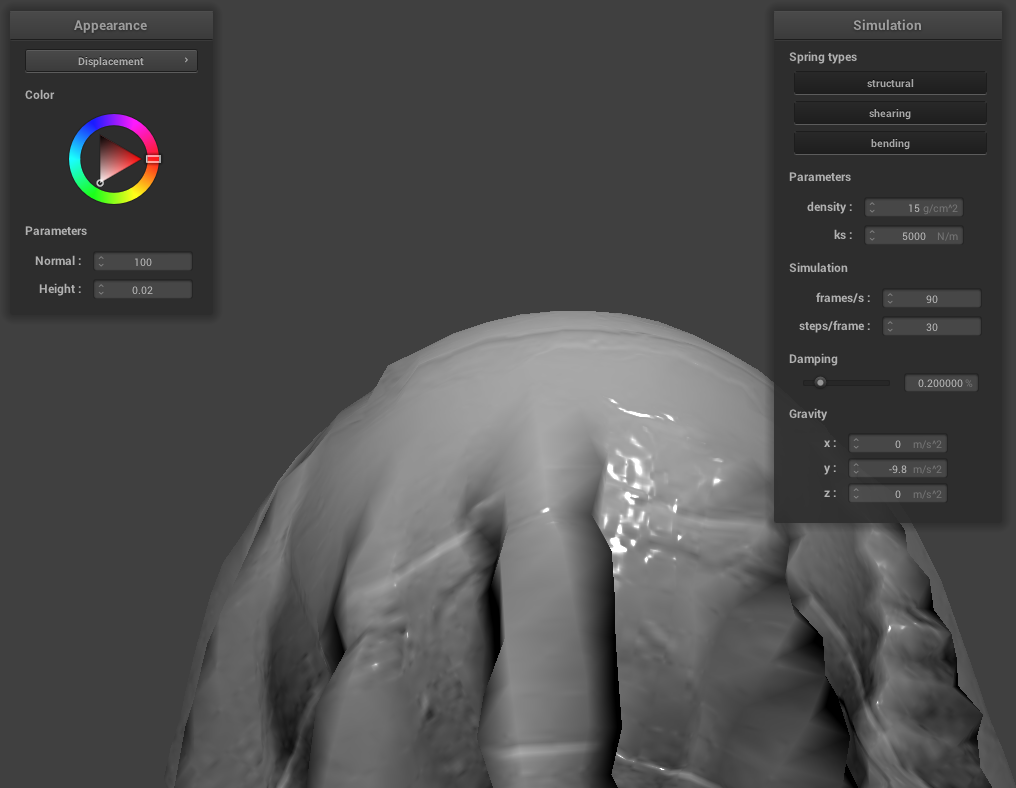 Appearance
Displacement
Color
Parameters
Normal : 100
Height : 0.02
Simulation
Spring types
structural
shearing
bending
Parameters
density : 15 g/cm^2
ks : 5000 N/m
Simulation
frames/s : 90
steps/frame : 30
Damping
0.200000 %
Gravity
x : 0 m/s^2
y : -9.8 m/s^2
z : 0 m/s^2